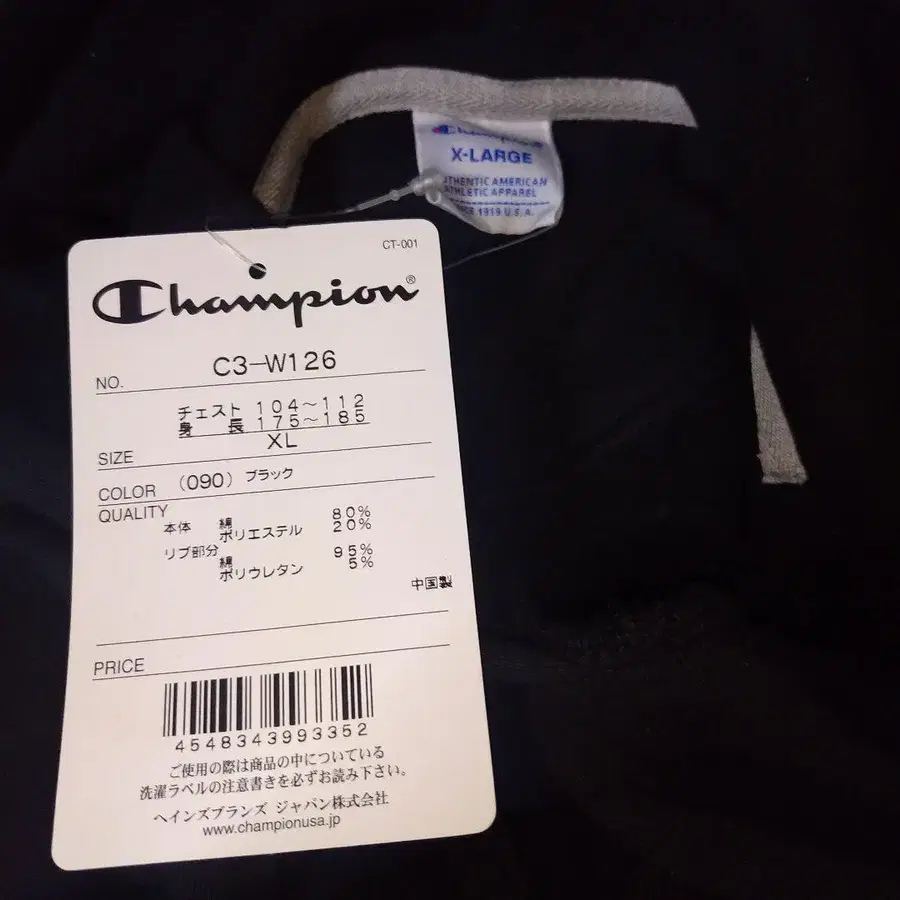 Champion
X-LARGE
AUTHENTIC AMERICAN
ATHLETIC APPAREL
SINCE 1919 U.S.A.
CT-001
Champion®
NO. C3-W126
チェスト 104～112
身長 175～185
SIZE XL
COLOR (090) ブラック
QUALITY
本体 綿 80%
ポリエステル 20%
リブ部分
綿 95%
ポリウレタン 5%
中国製
PRICE
4548343993352
ご使用の際は商品の中についている
洗濯ラベルの注意書きを必ずお読み下さい。
ヘインズブランズ ジャパン株式会社
www.championusa.jp